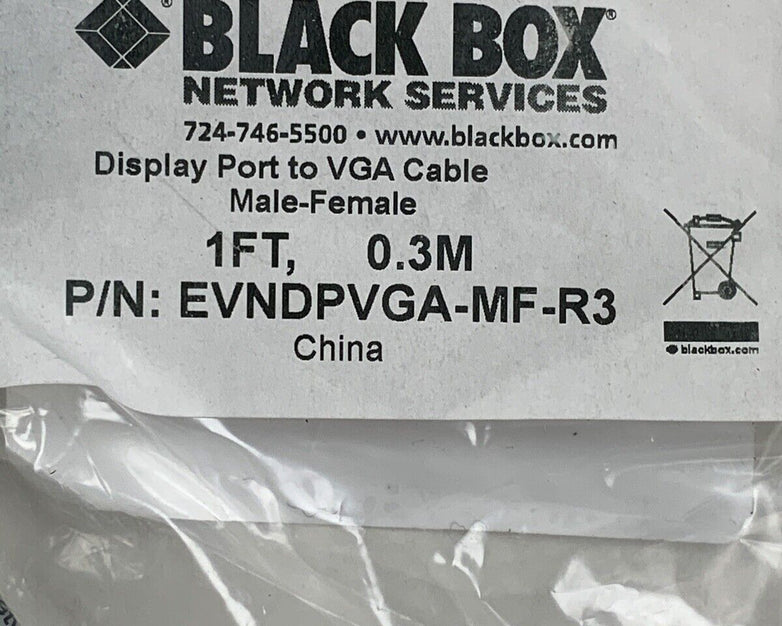 BLACK BOX®
NETWORK SERVICES
724-746-5500 • www.blackbox.com
Display Port to VGA Cable
Male-Female
1FT, 0.3M
P/N: EVNDPVGA-MF-R3
China
blackbox.com